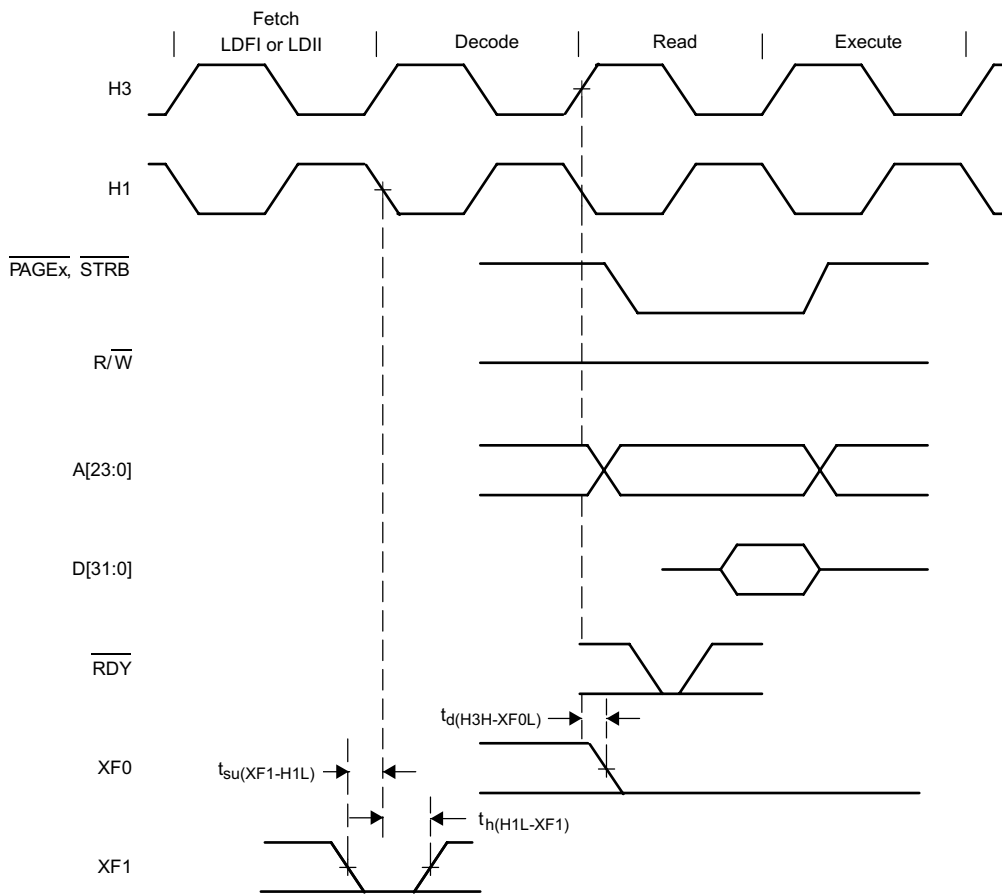 Fetch
LDFI or LDII
Decode
Read
Execute
H3
H1
PAGEx, STRB
R/W
A[23:0]
D[31:0]
RDY
td(H3H-XF0L)
XF0
tsu(XF1-H1L)
th(H1L-XF1)
XF1